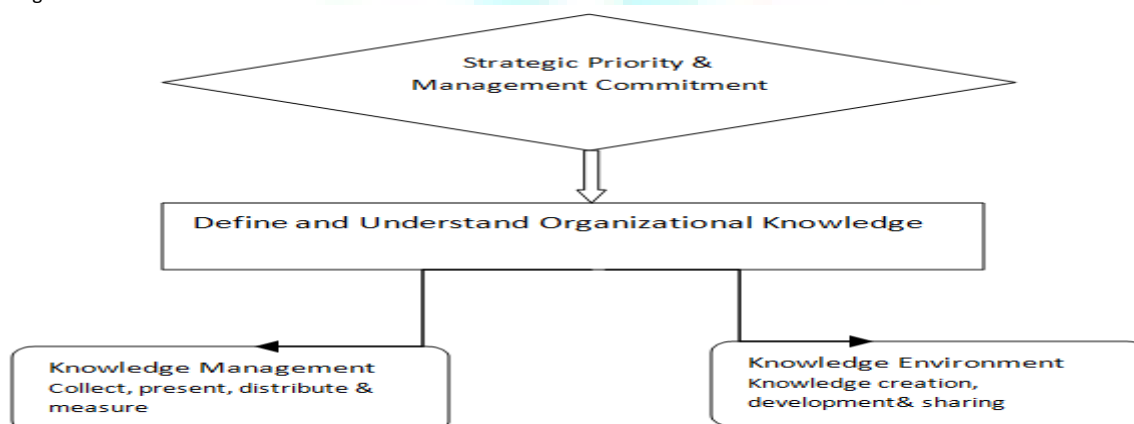 Strategic Priority &
Management Commitment
Define and Understand Organizational Knowledge
Knowledge Management
Collect, present, distribute &
measure
Knowledge Environment
Knowledge creation,
development& sharing